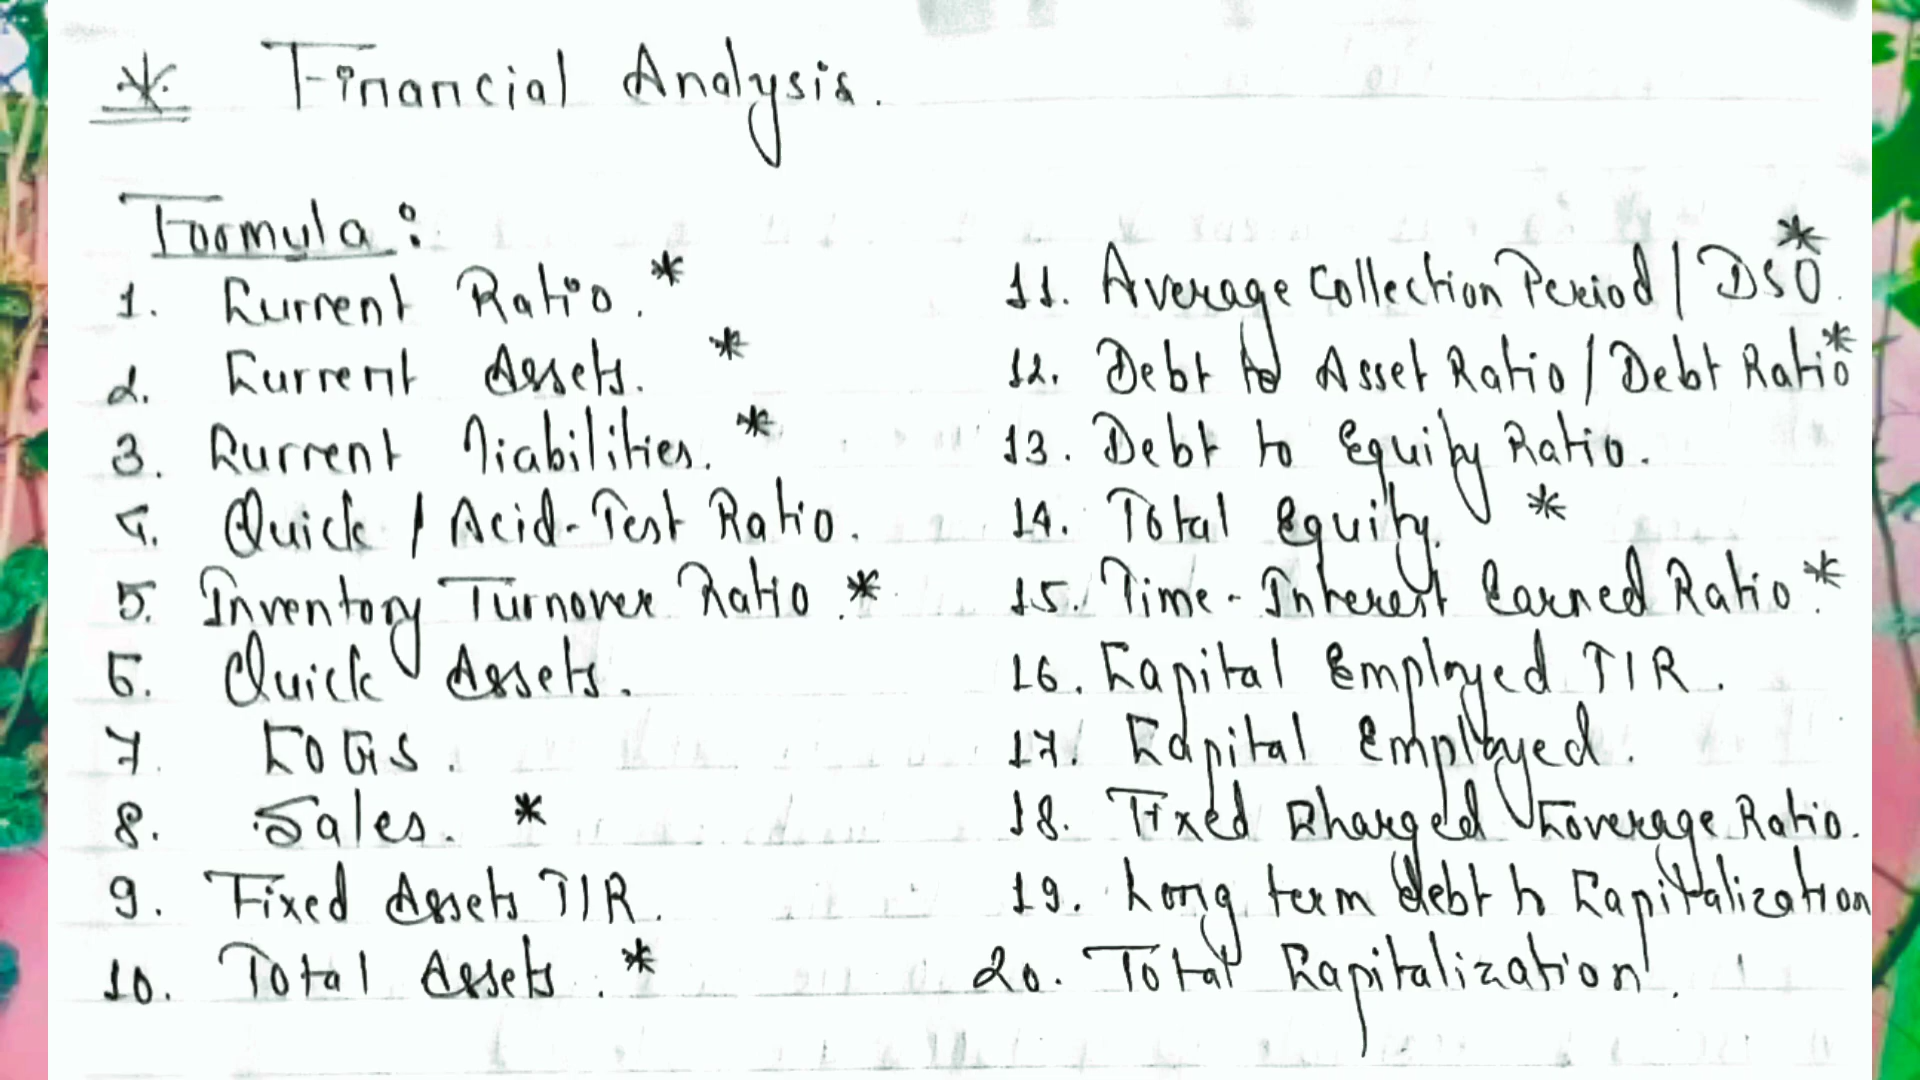 * Financial Analysis.
Formula:
1. Current Ratio. *
2. Current Assets. *
3. Current Liabilities. *
4. Quick / Acid-Test Ratio.
5. Inventory Turnover Ratio. *
6. Quick Assets.
7. COGS.
8. Sales. *
9. Fixed Assets T/R.
10. Total Assets. *
11. Average Collection Period / DSO. *
12. Debt to Asset Ratio / Debt Ratio *
13. Debt to Equity Ratio.
14. Total Equity. *
15. Time-Interest Earned Ratio. *
16. Capital Employed T/R.
17. Capital Employed.
18. Fixed Charged Coverage Ratio.
19. Long term debt to Capitalization
20. Total Capitalization.